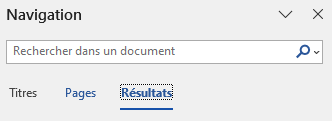 Navigation
Rechercher dans un document
Titres Pages Résultats